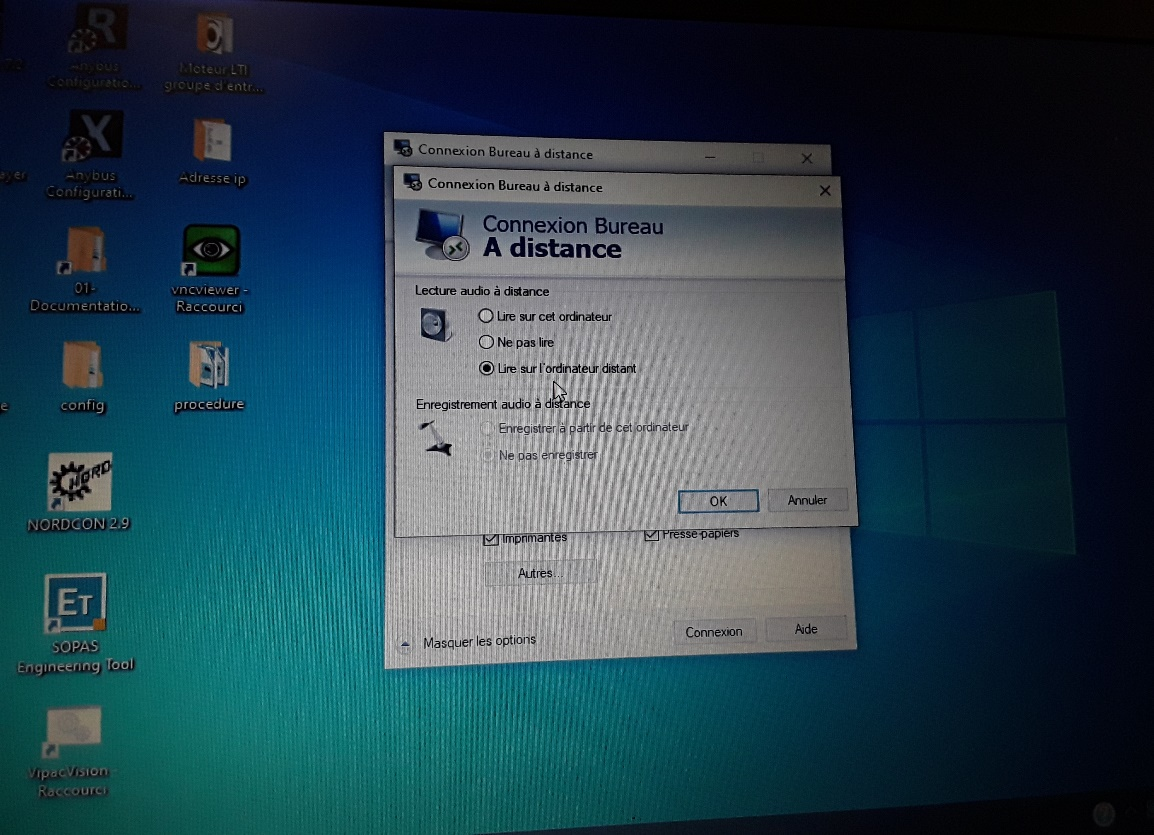 Anybus
Configuratio...
Moteur LTI
groupe d'entr...
Anybus
Configurati...
Adresse ip
01-
Documentatio...
vncviewer -
Raccourci
config
procedure
NORD
NORDCON 2.9
ET
SOPAS
Engineering Tool
VipacVision -
Raccourci
Connexion Bureau à distance
Connexion Bureau à distance
Connexion Bureau
A distance
Lecture audio à distance
Lire sur cet ordinateur
Ne pas lire
Lire sur l'ordinateur distant
Enregistrement audio à distance
Enregistrer à partir de cet ordinateur
Ne pas enregistrer
OK
Annuler
Imprimantes
Presse-papiers
Autres...
Masquer les options
Connexion
Aide